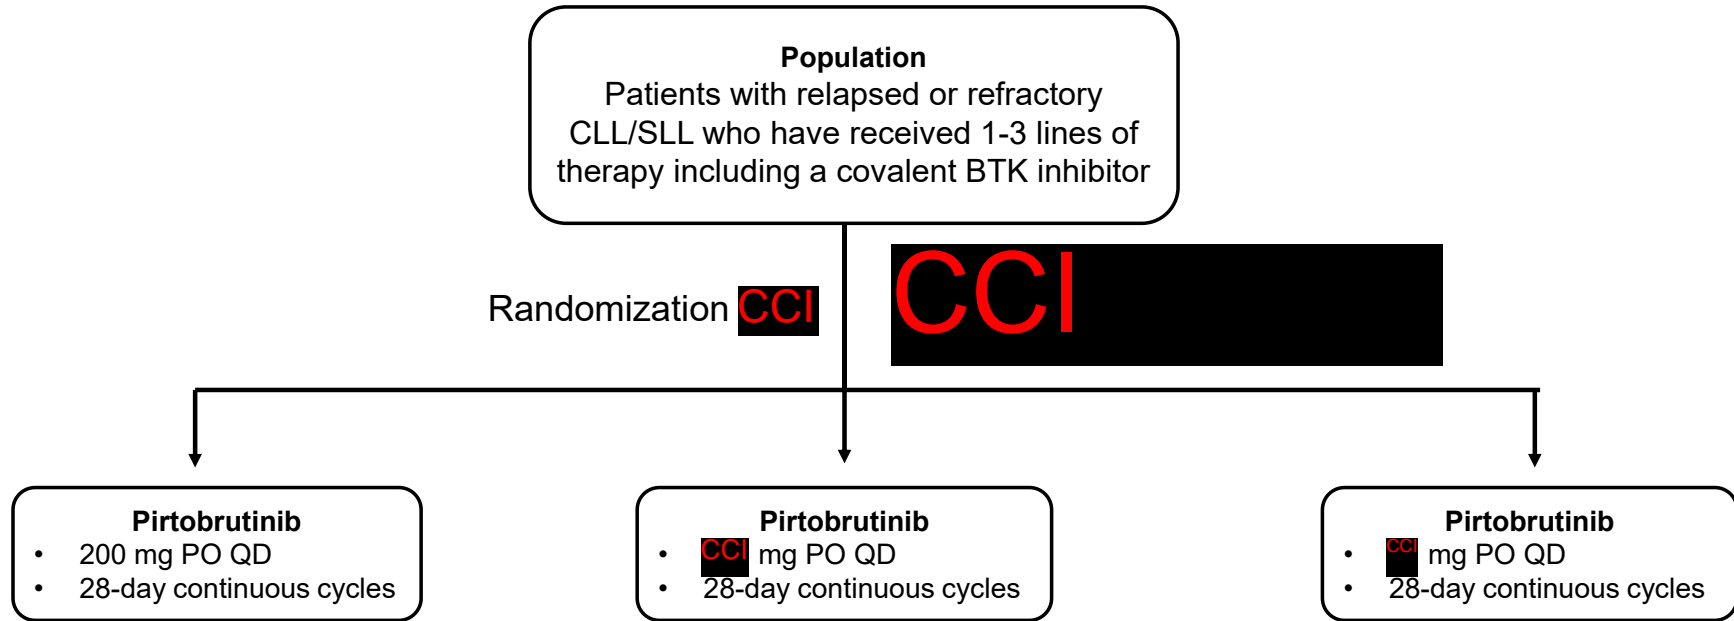 Population
Patients with relapsed or refractory
CLL/SLL who have received 1-3 lines of
therapy including a covalent BTK inhibitor
Randomization CCI
CCI
Pirtobrutinib
• 200 mg PO QD
• 28-day continuous cycles
Pirtobrutinib
• CCI mg PO QD
• 28-day continuous cycles
Pirtobrutinib
• CCI mg PO QD
• 28-day continuous cycles